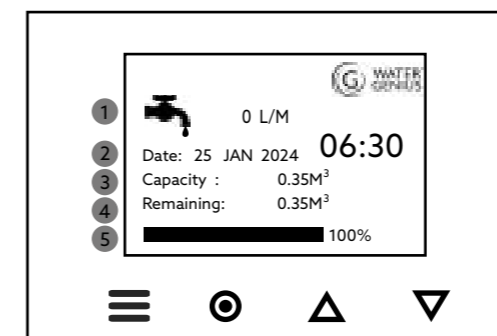 WATER
GENIUS
1
0 L/M
2
Date: 25 JAN 2024
06:30
3
Capacity : 0.35M³
4
Remaining: 0.35M³
5
100%